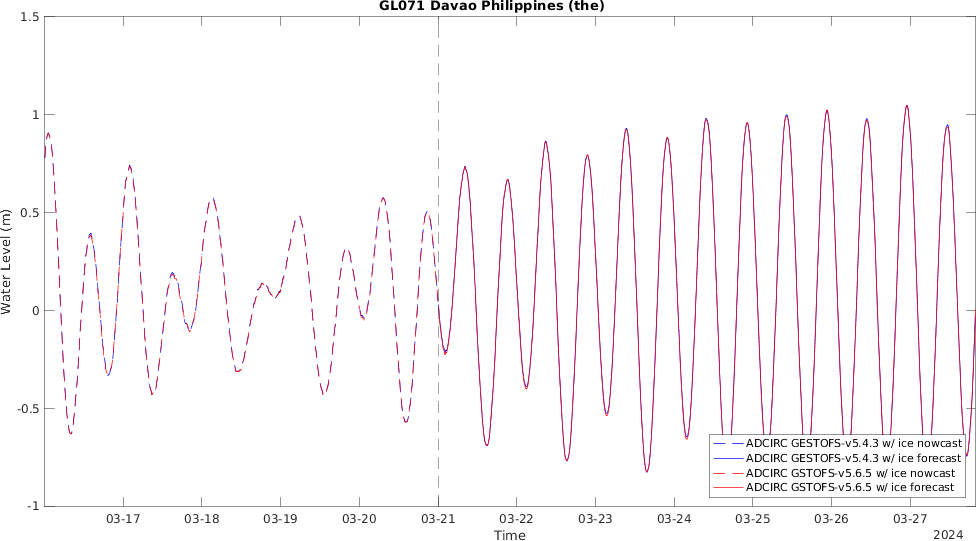 GL071 Davao Philippines (the)
1.5
1
0.5
0
-0.5
-1
Water Level (m)
03-17 03-18 03-19 03-20 03-21 03-22 03-23 03-24 03-25 03-26 03-27
Time
2024
ADCIRC GESTOFS-v5.4.3 w/ ice nowcast
ADCIRC GESTOFS-v5.4.3 w/ ice forecast
ADCIRC GSTOFS-v5.6.5 w/ ice nowcast
ADCIRC GSTOFS-v5.6.5 w/ ice forecast